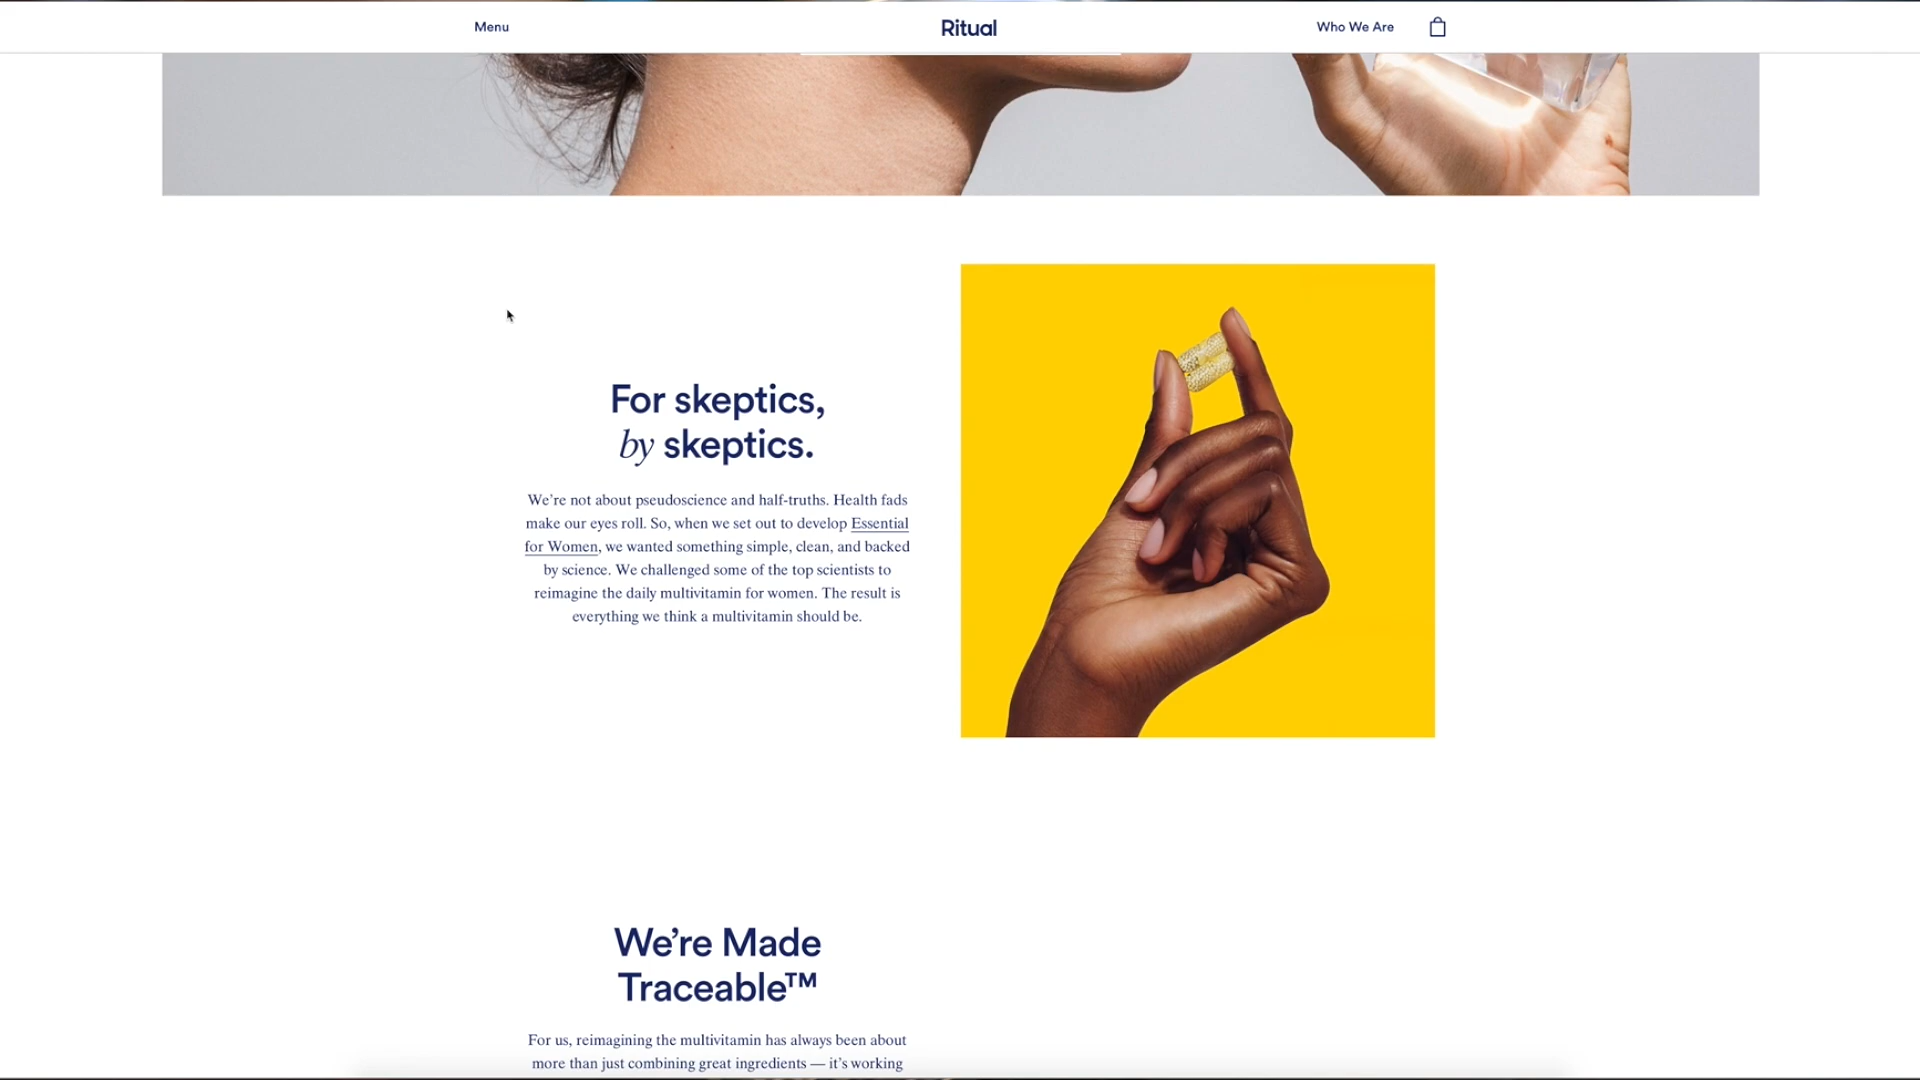 Menu
Ritual
Who We Are
For skeptics,
by skeptics.
We’re not about pseudoscience and half-truths. Health fads
make our eyes roll. So, when we set out to develop Essential
for Women, we wanted something simple, clean, and backed
by science. We challenged some of the top scientists to
reimagine the daily multivitamin for women. The result is
everything we think a multivitamin should be.
We’re Made
Traceable™
For us, reimagining the multivitamin has always been about
more than just combining great ingredients — it’s working